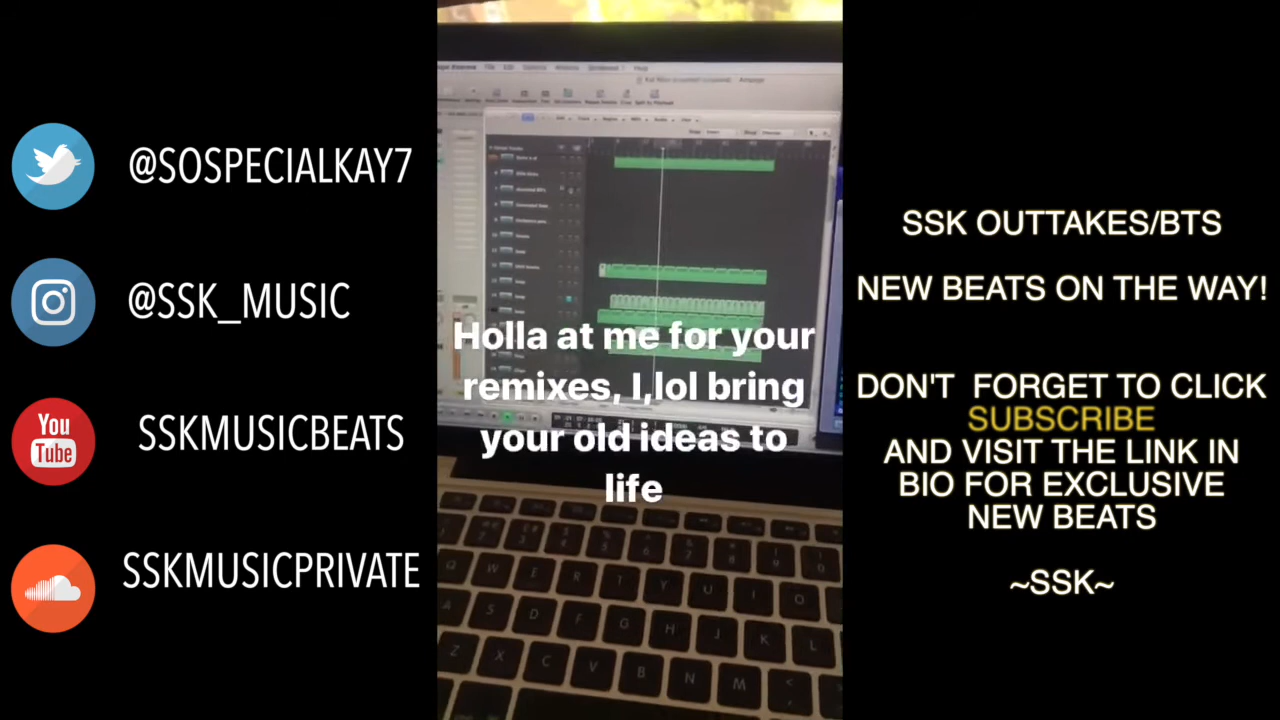 @SOSPECIALKAY7
@SSK_MUSIC
You
Tube
SSKMUSICBEATS
SSKMUSICPRIVATE
Holla at me for your
remixes, I,lol bring
your old ideas to
life
Q W E R T Y U I O
A S D F G H J K L
Z X C V B N M
SSK OUTTAKES/BTS
NEW BEATS ON THE WAY!
DON'T FORGET TO CLICK
SUBSCRIBE
AND VISIT THE LINK IN
BIO FOR EXCLUSIVE
NEW BEATS
~SSK~